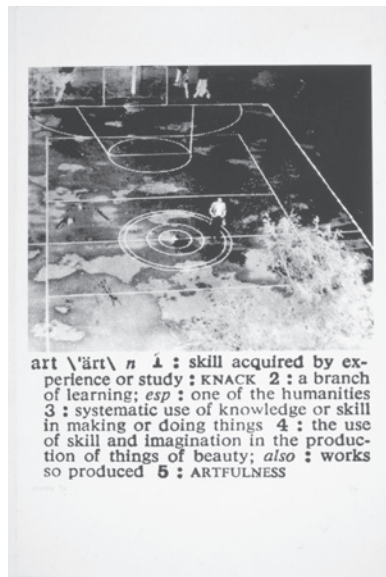 art \'ärt\ n 1 : skill acquired by ex-
perience or study : KNACK 2 : a branch
of learning; esp : one of the humanities
3 : systematic use of knowledge or skill
in making or doing things 4 : the use
of skill and imagination in the produc-
tion of things of beauty; also : works
so produced 5 : ARTFULNESS